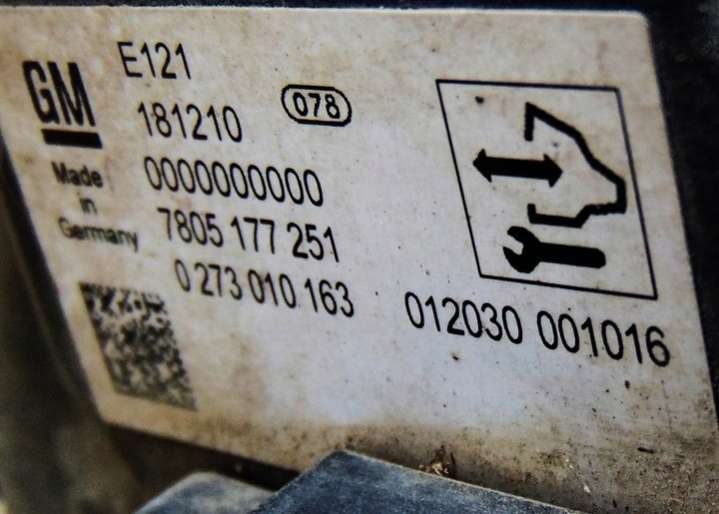 GM
E121
181210
078
Made
in
Germany
0000000000
7805 177 251
0 273 010 163
012030 001016